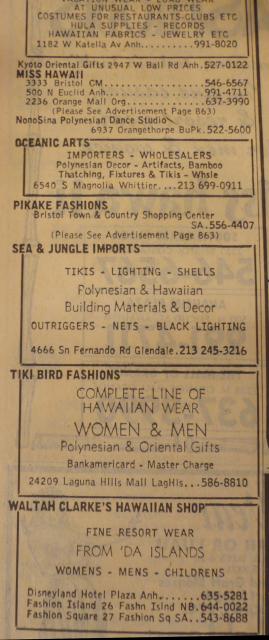 VACATION WEAR - LOAD WEAR
AT UNUSUAL LOW PRICES
COSTUMES FOR RESTAURANTS-CLUBS ETC
HULA SUPPLIES - RECORDS
HAWAIIAN FABRICS - JEWELRY ETC
1182 W Katella Av Anh..........991-8020
Kyoto Oriental Gifts 2947 W Ball Rd Anh.527-0122
MISS HAWAII
3333 Bristol CM...............546-6567
500 N Euclid Anh..............991-4711
2236 Orange Mall Org..........637-3990
(Please See Advertisement Page 863)
NonoSina Polynesian Dance Studio
6937 Orangethorpe BuPk.522-5600
OCEANIC ARTS
IMPORTERS - WHOLESALERS
Polynesian Decor - Artifacts, Bamboo
Thatching, Fixtures & Tikis - Whsle
6540 S Magnolia Whittier...213 699-0911
PIKAKE FASHIONS
Bristol Town & Country Shopping Center
SA.556-4407
(Please See Advertisement Page 863)
SEA & JUNGLE IMPORTS
TIKIS - LIGHTING - SHELLS
Polynesian & Hawaiian
Building Materials & Decor
OUTRIGGERS - NETS - BLACK LIGHTING
4666 Sn Fernando Rd Glendale.213 245-3216
TIKI BIRD FASHIONS
COMPLETE LINE OF
HAWAIIAN WEAR
WOMEN & MEN
Polynesian & Oriental Gifts
Bankamericard - Master Charge
24209 Laguna Hills Mall LagHls...586-8810
WALTAH CLARKE'S HAWAIIAN SHOP
FINE RESORT WEAR
FROM 'DA ISLANDS
WOMENS - MENS - CHILDRENS
Disneyland Hotel Plaza Anh.......635-5281
Fashion Island 26 Fashn Islnd NB.644-0022
Fashion Square 27 Fashion Sq SA..543-8688